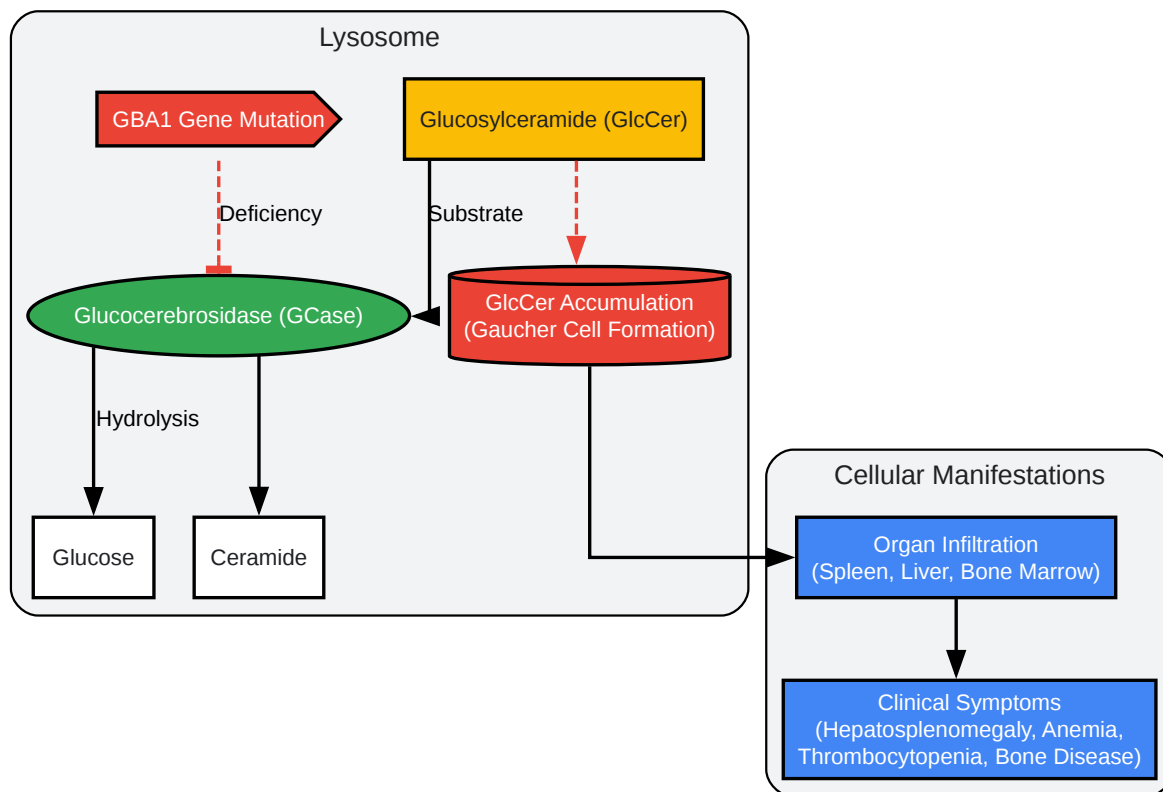 Lysosome
GBA1 Gene Mutation
Glucosylceramide (GlcCer)
Deficiency
Substrate
Glucocerebrosidase (GCase)
GlcCer Accumulation
(Gaucher Cell Formation)
Hydrolysis
Glucose
Ceramide
Cellular Manifestations
Organ Infiltration
(Spleen, Liver, Bone Marrow)
Clinical Symptoms
(Hepatosplenomegaly, Anemia,
Thrombocytopenia, Bone Disease)